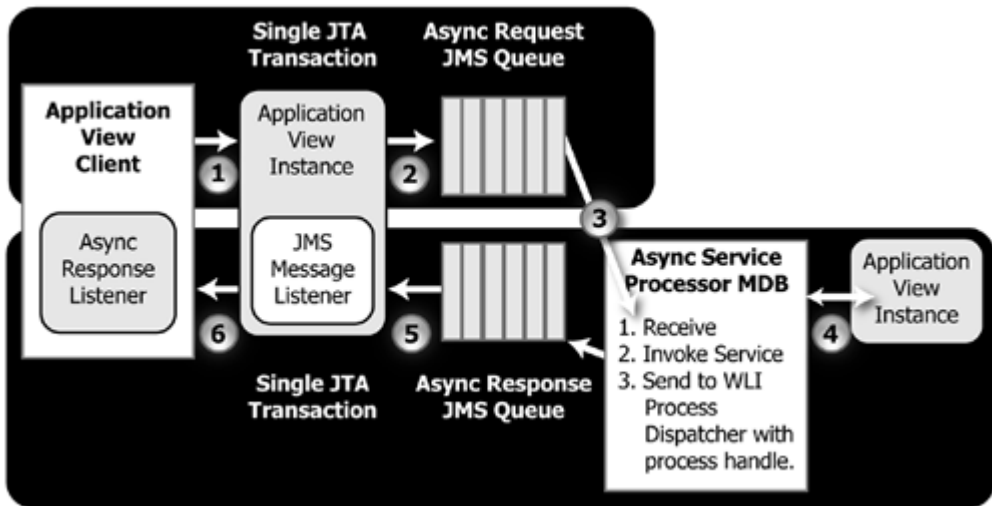 Single JTA
Transaction
Async Request
JMS Queue
Application
View
Client
Application
View
Instance
1
2
3
Async
Response
Listener
JMS
Message
Listener
Async Service
Processor MDB
1. Receive
2. Invoke Service
3. Send to WLI
Process
Dispatcher with
process handle.
Application
View
Instance
4
6
5
Single JTA
Transaction
Async Response
JMS Queue